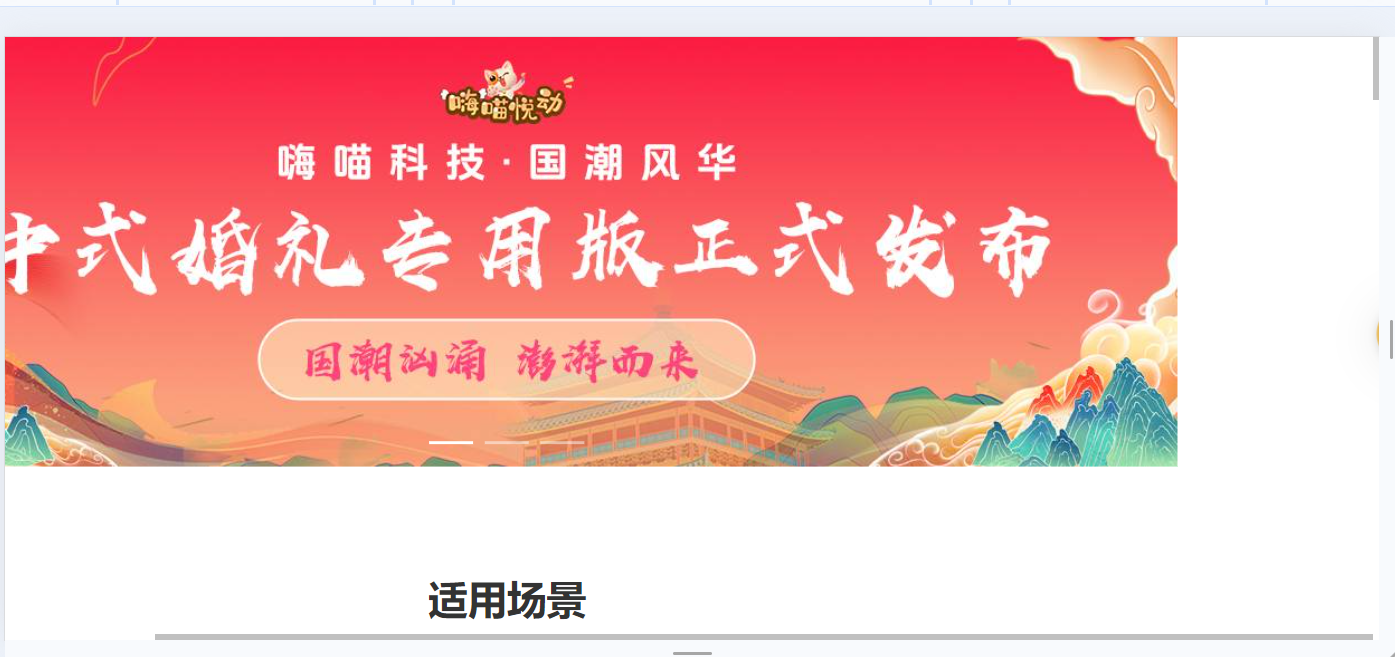 嗨喵悦动
嗨喵科技·国潮风华
中式婚礼专用版正式发布
国潮汹涌 澎湃而来
适用场景